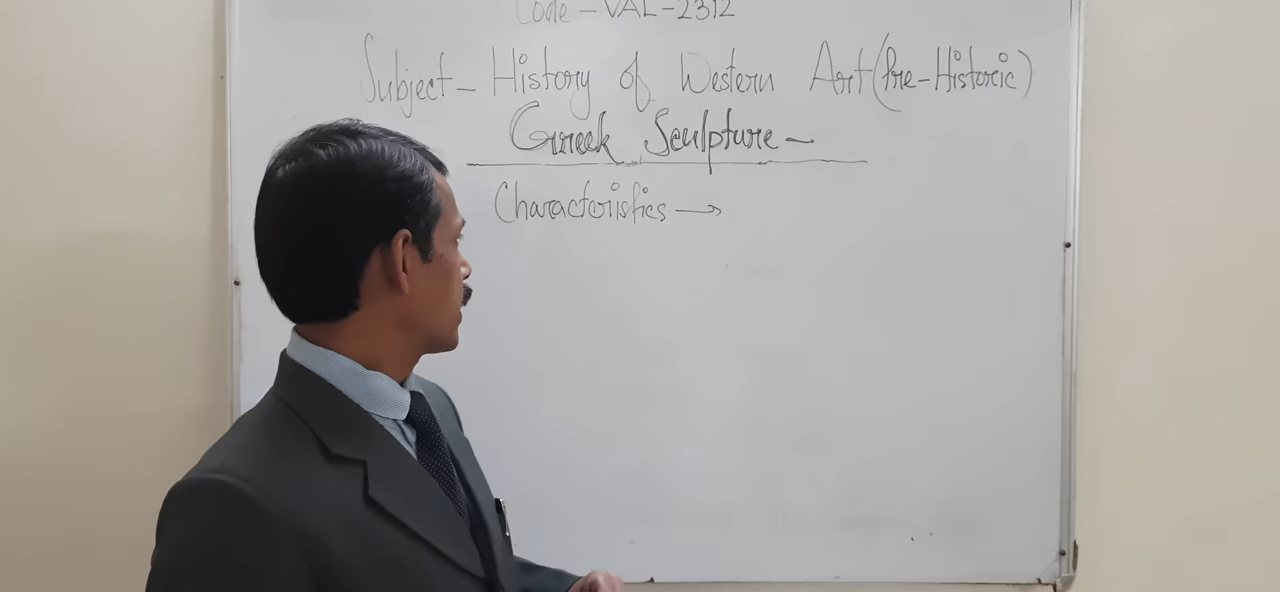 Code - VAL-2312
Subject - History of Western Art (Pre-Historic)
Greek Sculpture -
Characteristics →